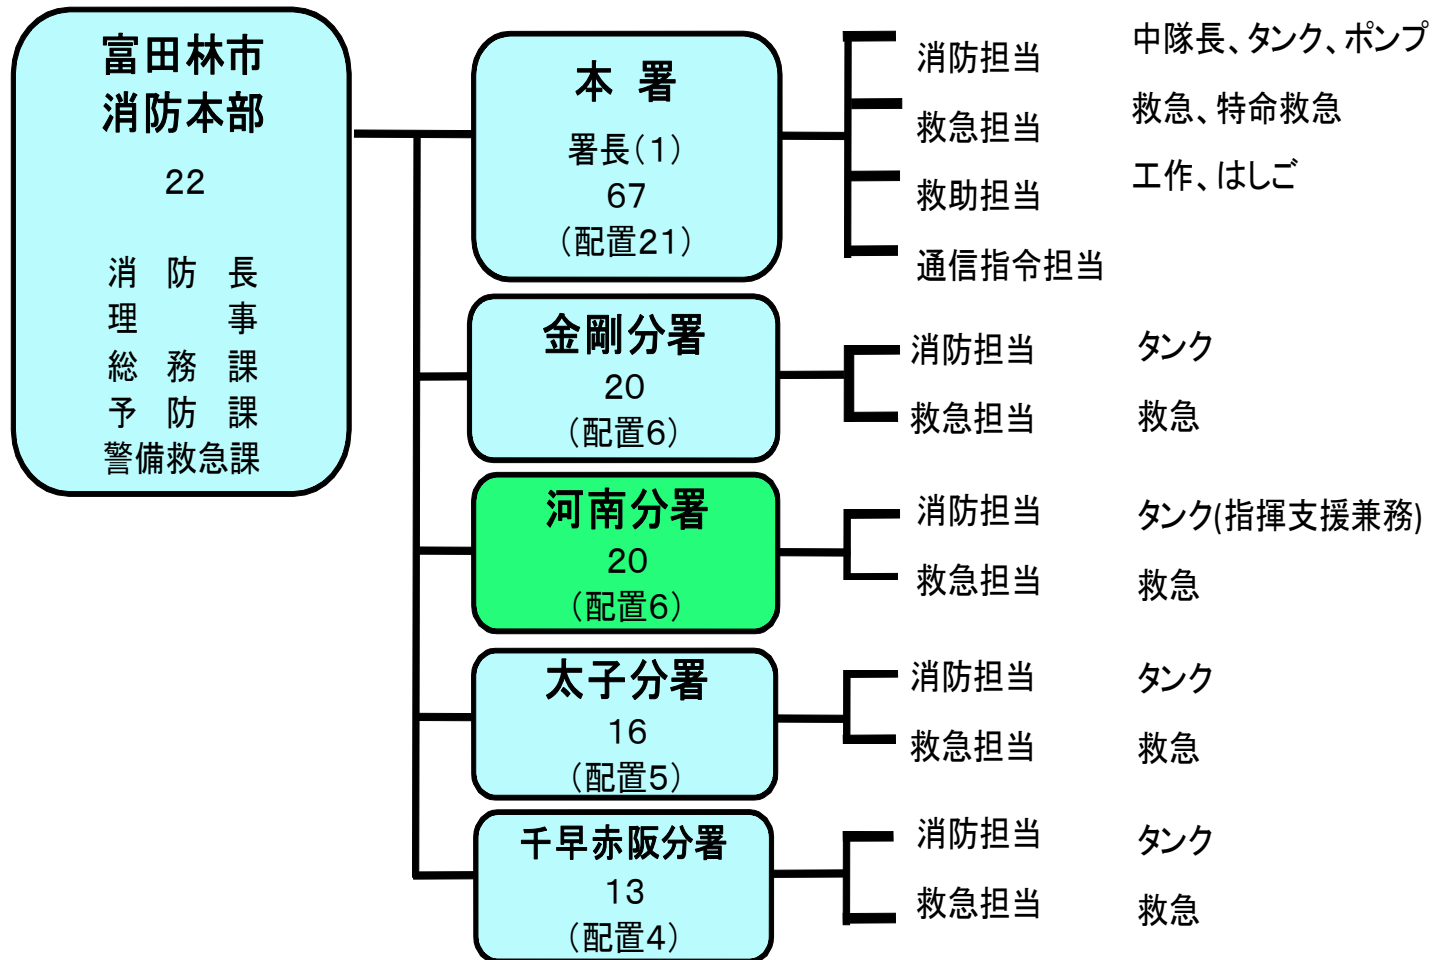 富田林市
消防本部
22
消 防 長
理 事
総 務 課
予 防 課
警備救急課
本 署
署長(1)
67
(配置21)
消防担当 中隊長、タンク、ポンプ
救急担当 救急、特命救急
救助担当 工作、はしご
通信指令担当
金剛分署
20
(配置6)
消防担当 タンク
救急担当 救急
河南分署
20
(配置6)
消防担当 タンク(指揮支援兼務)
救急担当 救急
太子分署
16
(配置5)
消防担当 タンク
救急担当 救急
千早赤阪分署
13
(配置4)
消防担当 タンク
救急担当 救急